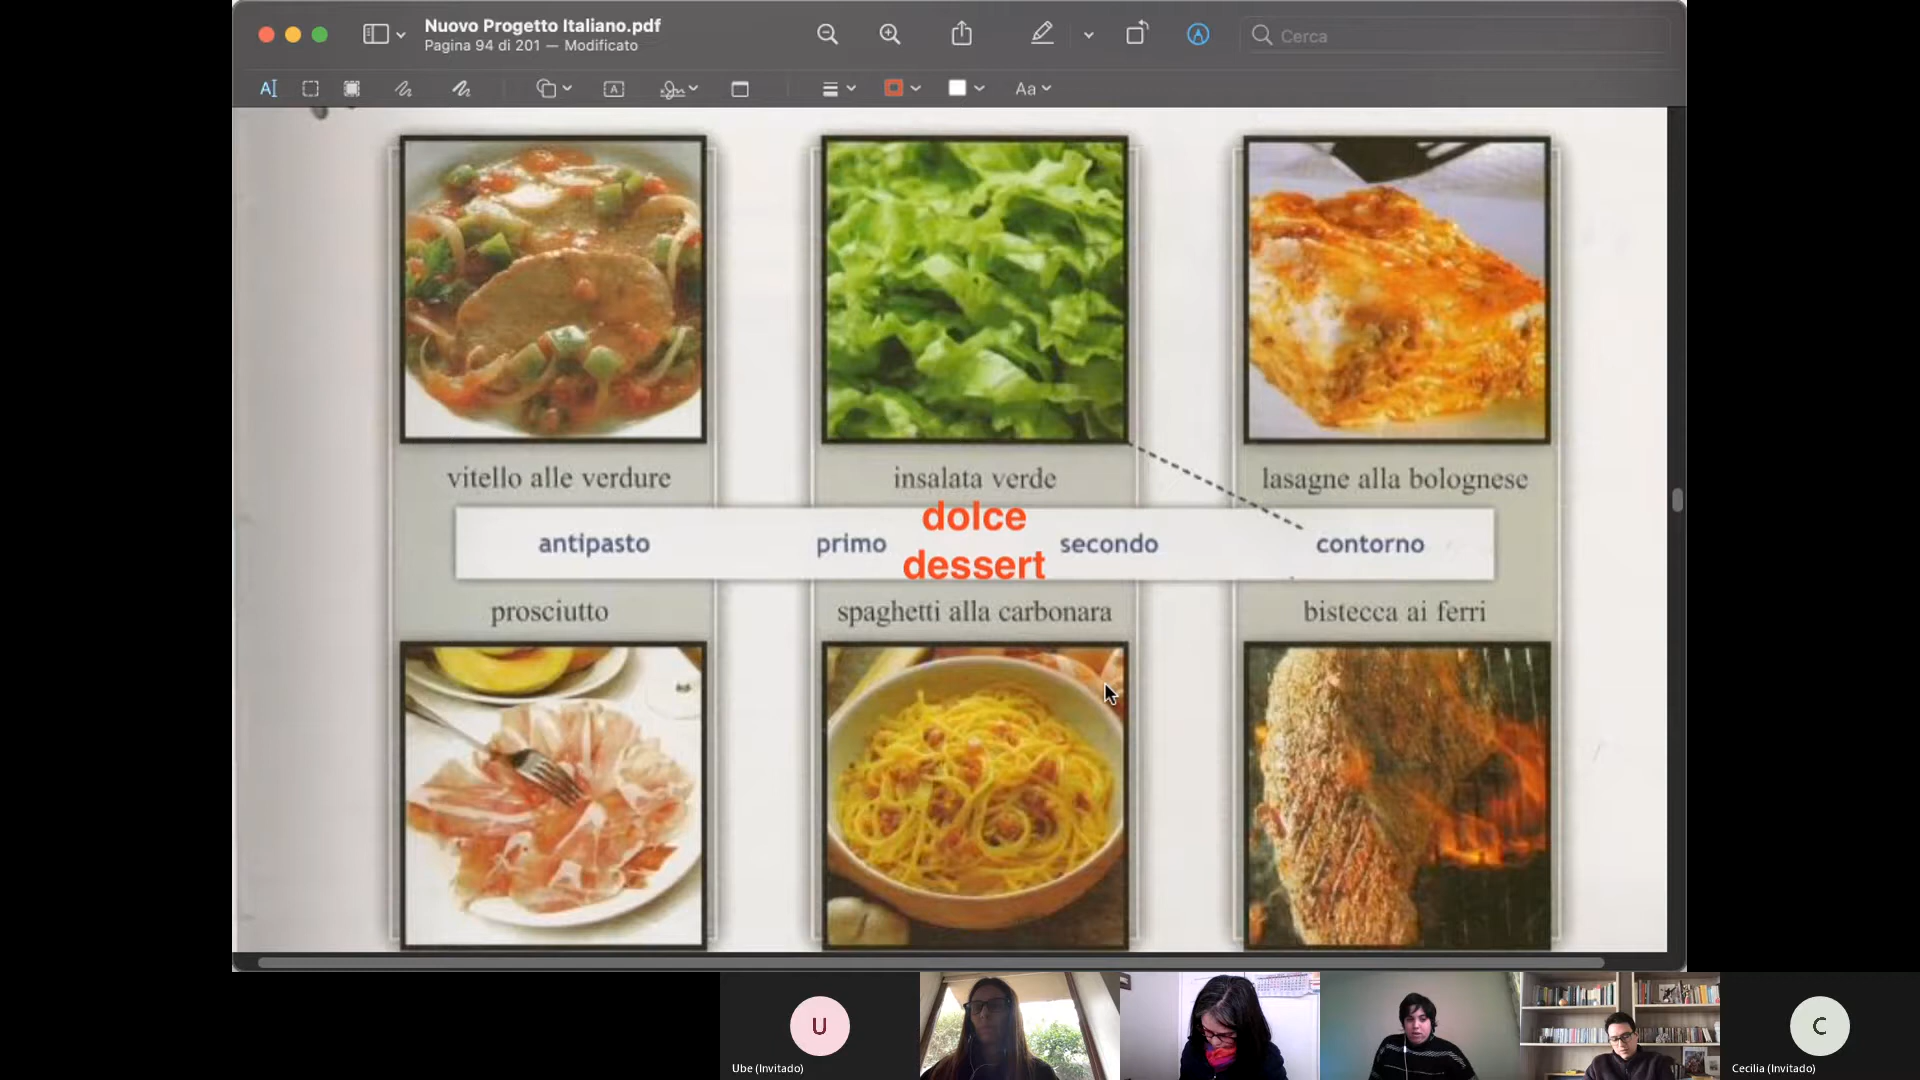 Nuovo Progetto Italiano.pdf
Pagina 94 di 201 — Modificato
Cerca
A
A
Aa
vitello alle verdure
insalata verde
lasagne alla bolognese
dolce
antipasto primo secondo contorno
dessert
prosciutto
spaghetti alla carbonara
bistecca ai ferri
U
C
Ube (Invitado)
Cecilia (Invitado)